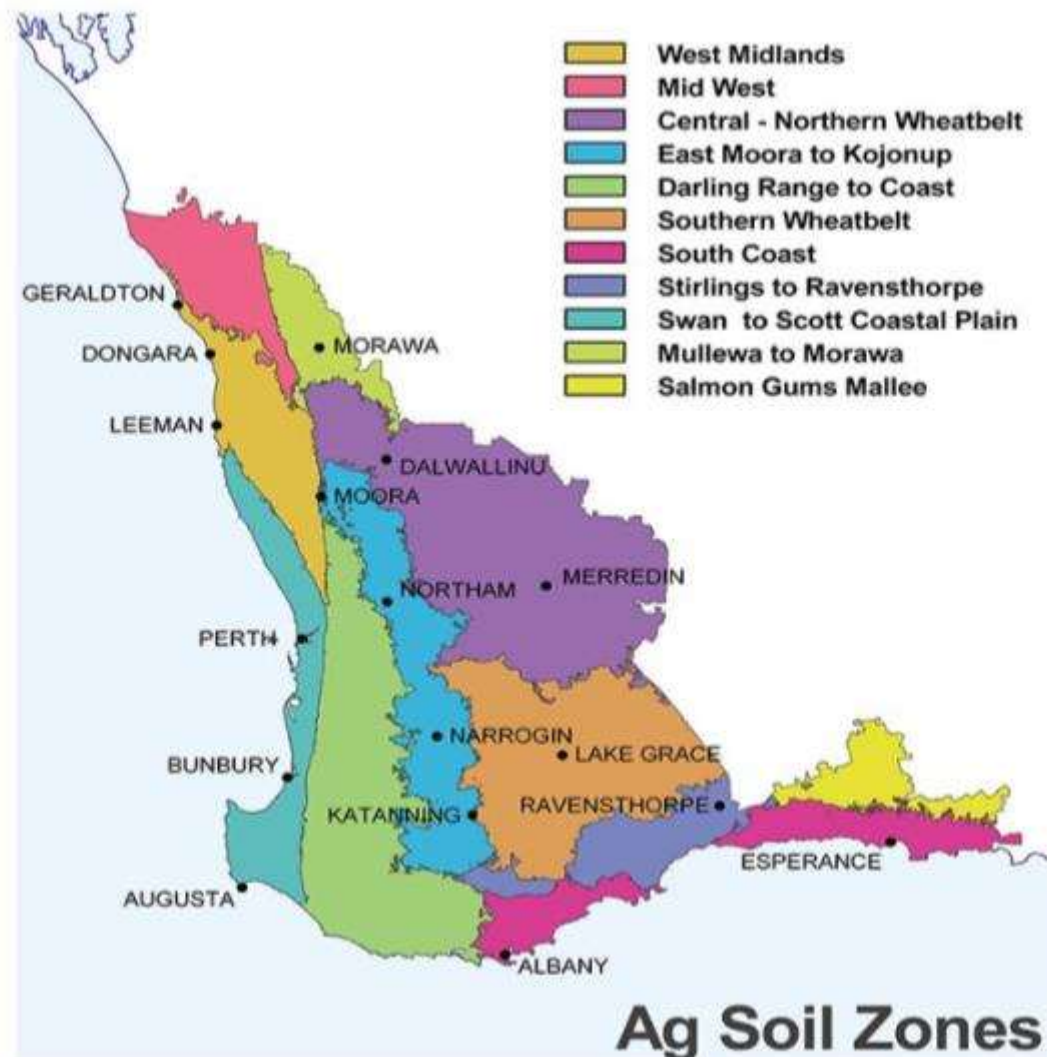 West Midlands
Mid West
Central - Northern Wheatbelt
East Moora to Kojonup
Darling Range to Coast
Southern Wheatbelt
South Coast
Stirlings to Ravensthorpe
Swan to Scott Coastal Plain
Mullewa to Morawa
Salmon Gums Mallee
GERALDTON
DONGARA
MORAWA
LEEMAN
DALWALLINU
MOORA
MERREDIN
NORTHAM
PERTH
NARROGIN
LAKE GRACE
BUNBURY
RAVENSTHORPE
KATANNING
ESPERANCE
AUGUSTA
ALBANY
Ag Soil Zones